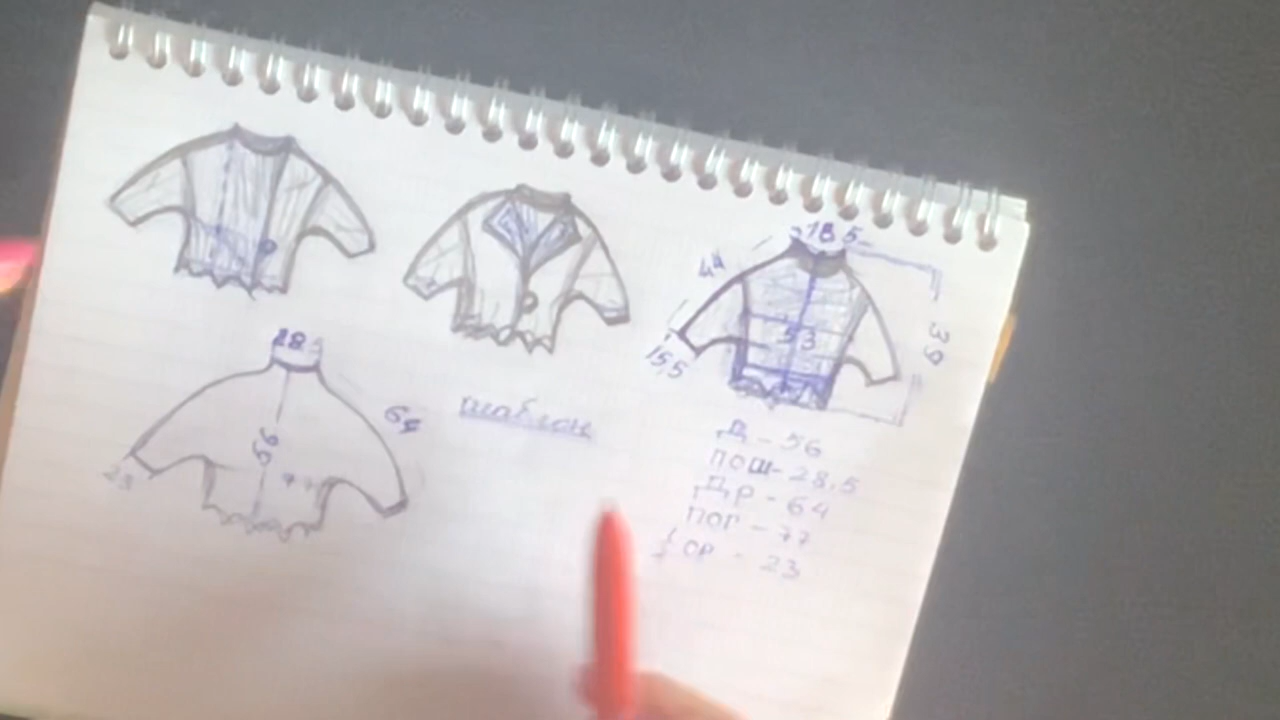 18.5
44
53
39
15,5
28
64
56
шаблон
Д - 56
ПОШ - 28.5
ДР - 64
ПОГ - 77
ОР - 23